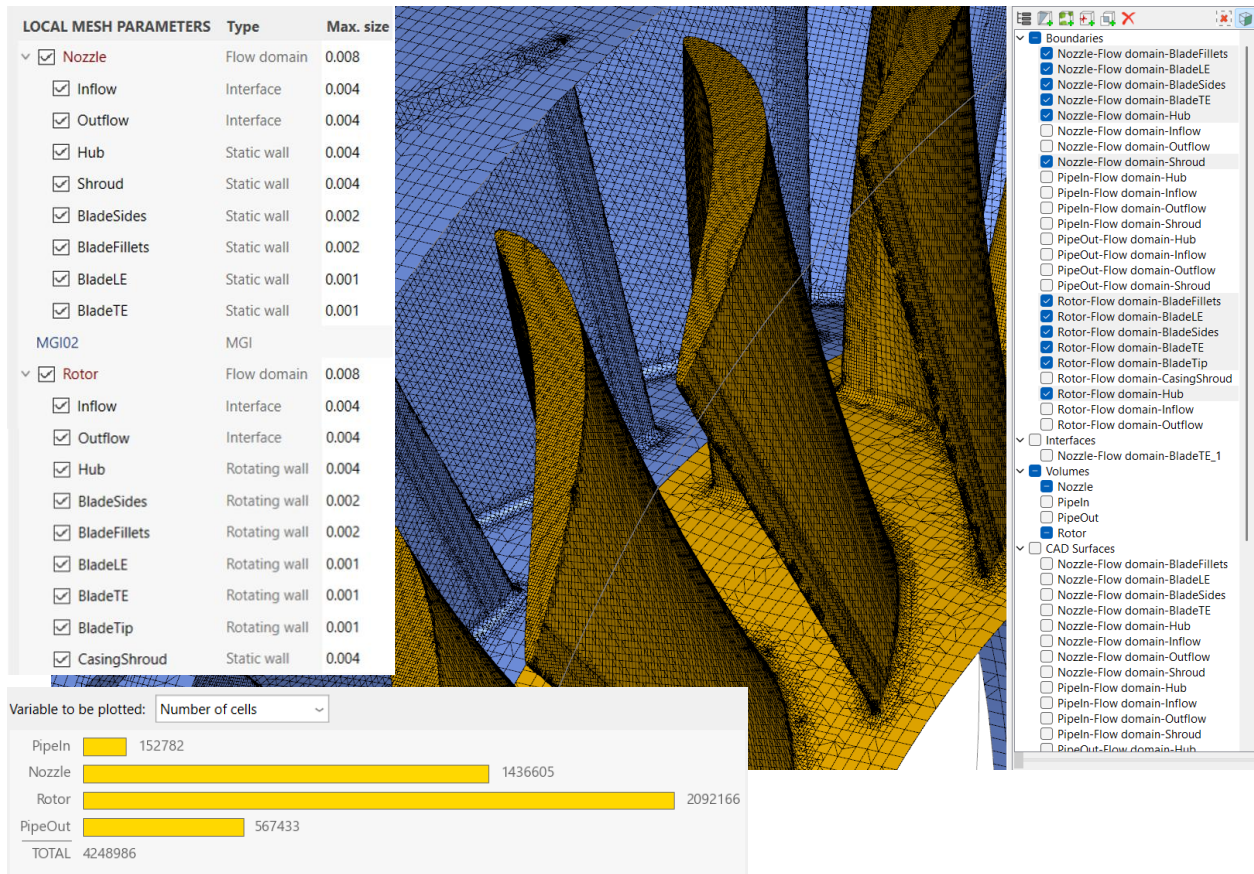 LOCAL MESH PARAMETERS Type Max. size
Nozzle Flow domain 0.008
Inflow Interface 0.004
Outflow Interface 0.004
Hub Static wall 0.004
Shroud Static wall 0.004
BladeSides Static wall 0.002
BladeFillets Static wall 0.002
BladeLE Static wall 0.001
BladeTE Static wall 0.001
MGI02 MGI
Rotor Flow domain 0.008
Inflow Interface 0.004
Outflow Interface 0.004
Hub Rotating wall 0.004
BladeSides Rotating wall 0.002
BladeFillets Rotating wall 0.002
BladeLE Rotating wall 0.001
BladeTE Rotating wall 0.001
BladeTip Rotating wall 0.001
CasingShroud Static wall 0.004
Variable to be plotted: Number of cells
PipeIn 152782
Nozzle 1436605
Rotor 2092166
PipeOut 567433
TOTAL 4248986
Boundaries
Nozzle-Flow domain-BladeFillets
Nozzle-Flow domain-BladeLE
Nozzle-Flow domain-BladeSides
Nozzle-Flow domain-BladeTE
Nozzle-Flow domain-Hub
Nozzle-Flow domain-Inflow
Nozzle-Flow domain-Outflow
Nozzle-Flow domain-Shroud
PipeIn-Flow domain-Hub
PipeIn-Flow domain-Inflow
PipeIn-Flow domain-Outflow
PipeIn-Flow domain-Shroud
PipeOut-Flow domain-Hub
PipeOut-Flow domain-Inflow
PipeOut-Flow domain-Outflow
PipeOut-Flow domain-Shroud
Rotor-Flow domain-BladeFillets
Rotor-Flow domain-BladeLE
Rotor-Flow domain-BladeSides
Rotor-Flow domain-BladeTE
Rotor-Flow domain-BladeTip
Rotor-Flow domain-CasingShroud
Rotor-Flow domain-Hub
Rotor-Flow domain-Inflow
Rotor-Flow domain-Outflow
Interfaces
Nozzle-Flow domain-BladeTE_1
Volumes
Nozzle
PipeIn
PipeOut
Rotor
CAD Surfaces
Nozzle-Flow domain-BladeFillets
Nozzle-Flow domain-BladeLE
Nozzle-Flow domain-BladeSides
Nozzle-Flow domain-BladeTE
Nozzle-Flow domain-Hub
Nozzle-Flow domain-Inflow
Nozzle-Flow domain-Outflow
Nozzle-Flow domain-Shroud
PipeIn-Flow domain-Hub
PipeIn-Flow domain-Inflow
PipeIn-Flow domain-Outflow
PipeIn-Flow domain-Shroud
PipeOut-Flow domain-Hub